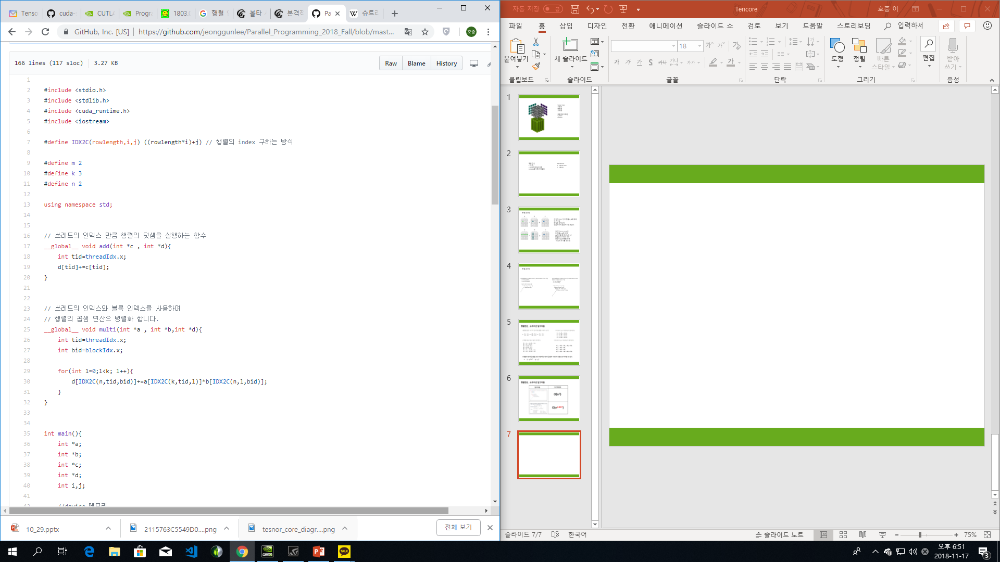 Tenso
cuda-
CUTLA
Progra
1803.0
행렬
볼타
본격적
Pa
슈트라
GitHub, Inc. [US]
https://github.com/jeonggunlee/Parallel_Programming_2018_Fall/blob/mast...
호중
166 lines (117 sloc)
3.27 KB
Raw
Blame
History
1
2 #include <stdio.h>
3 #include <stdlib.h>
4 #include <cuda_runtime.h>
5 #include <iostream>
6
7 #define IDX2C(rowlength,i,j) ((rowlength*i)+j) // 행렬의 index 구하는 방식
8
9 #define m 2
10 #define k 3
11 #define n 2
12
13 using namespace std;
14
15
16 // 쓰레드의 인덱스 만큼 행렬의 덧샘을 실행하는 함수
17 __global__ void add(int *c , int *d){
18 int tid=threadIdx.x;
19 d[tid]+=c[tid];
20 }
21
22
23 // 쓰레드의 인덱스와 블록 인덱스를 사용하여
24 // 행렬의 곱샘 연산으 병렬화 합니다.
25 __global__ void multi(int *a , int *b,int *d){
26 int tid=threadIdx.x;
27 int bid=blockIdx.x;
28
29 for(int l=0;l<k; l++){
30 d[IDX2C(n,tid,bid)]+=a[IDX2C(k,tid,l)]*b[IDX2C(n,l,bid)];
31 }
32 }
33
34
35 int main(){
36 int *a;
37 int *b;
38 int *c;
39 int *d;
40 int i,j;
41
42 //device 메모리
10_29.pptx
2115763C5549D0....png
tesnor_core_diagr....png
전체 보기
자동 저장
끔
Tencore
호중 이
파일
홈
삽입
디자인
전환
애니메이션
슬라이드 쇼
검토
보기
도움말
스토리보딩
입력하세
붙여넣기
새 슬라이드
18
가
도형
정렬
빠른
스타일
편집
받아
쓰기
클립보드
슬라이드
글꼴
단락
그리기
음성
1
2
3
4
5
6
O(n³)
7
슬라이드 7/7
한국어
슬라이드 노트
75%
오후 6:51
2018-11-17
3
TALK